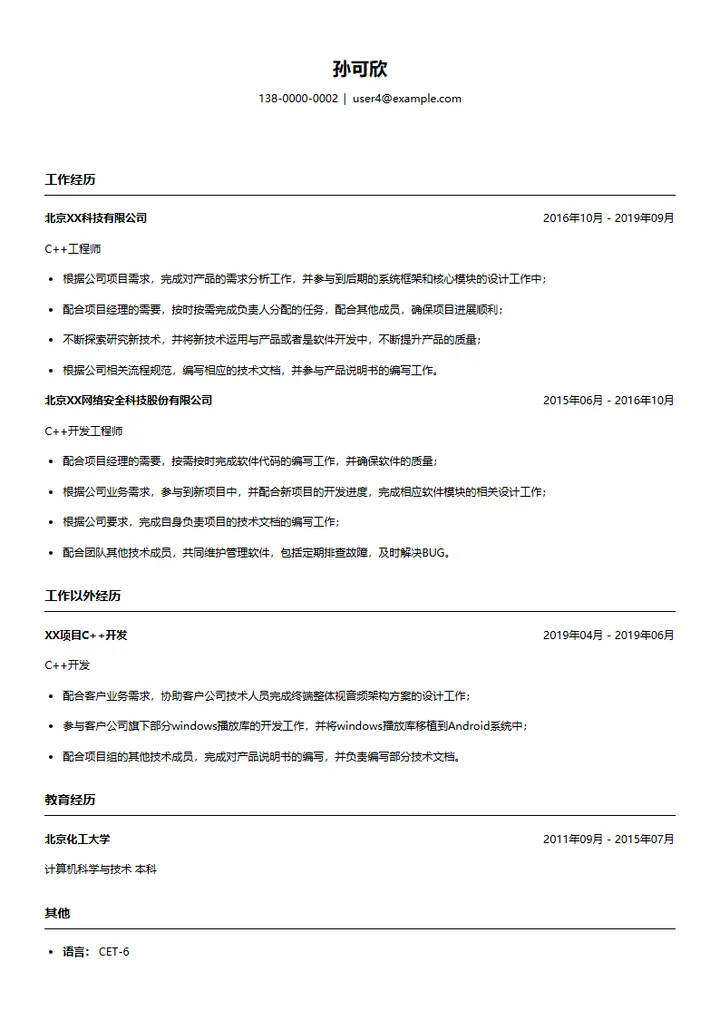 孙可欣
138-0000-0002 | user4@example.com
工作经历
北京XX科技有限公司 2016年10月 - 2019年09月
C++工程师
• 根据公司项目需求，完成对产品的需求分析工作，并参与到后期的系统框架和核心模块的设计工作中；
• 配合项目经理的需要，按时按需完成负责人分配的任务，配合其他成员，确保项目进展顺利；
• 不断探索研究新技术，并将新技术运用与产品或者是软件开发中，不断提升产品的质量；
• 根据公司相关流程规范，编写相应的技术文档，并参与产品说明书的编写工作。
北京XX网络安全科技股份有限公司 2015年06月 - 2016年10月
C++开发工程师
• 配合项目经理的需要，按需按时完成软件代码的编写工作，并确保软件的质量；
• 根据公司业务需求，参与到新项目中，并配合新项目的开发进度，完成相应软件模块的相关设计工作；
• 根据公司要求，完成自身负责项目的技术文档的编写工作；
• 配合团队其他技术成员，共同维护管理软件，包括定期排查故障，及时解决BUG。
工作以外经历
XX项目C++开发 2019年04月 - 2019年06月
C++开发
• 配合客户业务需求，协助客户公司技术人员完成终端整体视音频架构方案的设计工作；
• 参与客户公司旗下部分windows播放库的开发工作，并将windows播放库移植到Android系统中；
• 配合项目组的其他技术成员，完成对产品说明书的编写，并负责编写部分技术文档。
教育经历
北京化工大学 2011年09月 - 2015年07月
计算机科学与技术 本科
其他
• 语言： CET-6